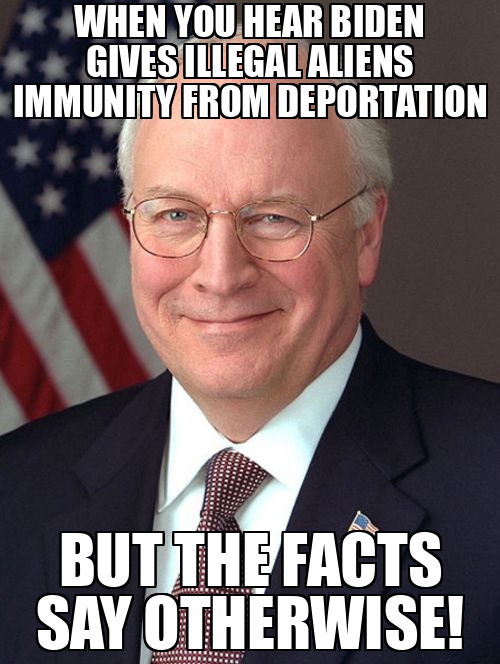 WHEN YOU HEAR BIDEN
GIVES ILLEGAL ALIENS
IMMUNITY FROM DEPORTATION
BUT THE FACTS
SAY OTHERWISE!